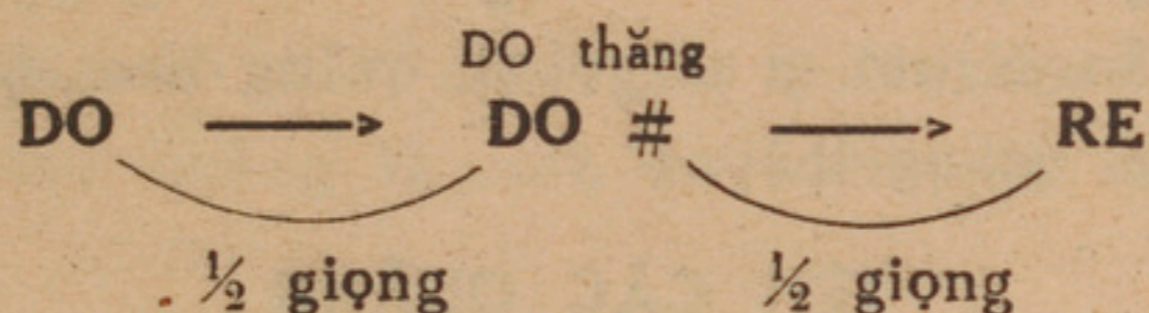 DO thăng
DO → DO # → RE
½ giọng ½ giọng